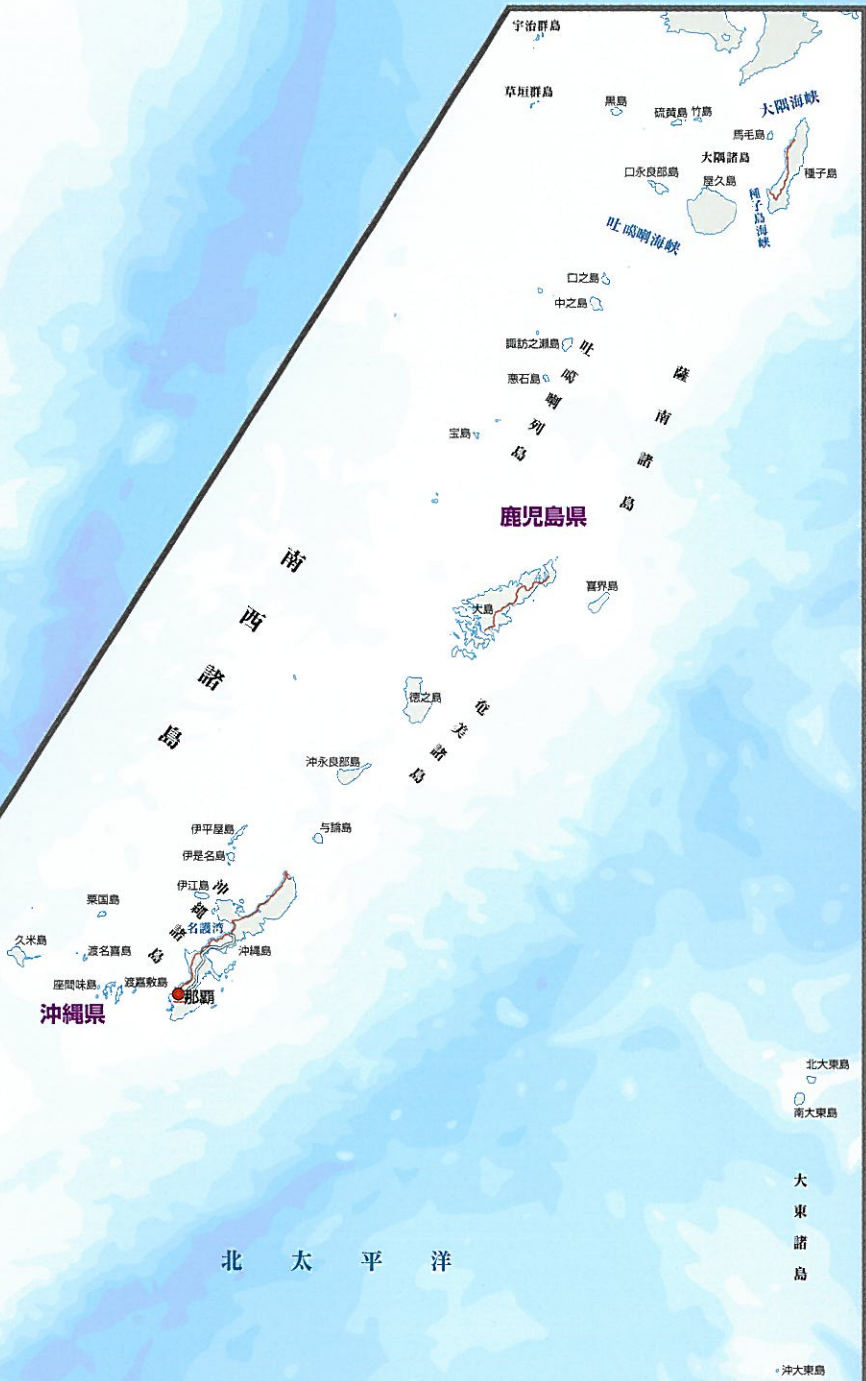 宇治群島
草垣群島
黒島
硫黄島
竹島
大隅海峡
馬毛島
大隅諸島
種子島
口永良部島
屋久島
種子島海峡
吐噶喇海峡
口之島
中之島
諏訪之瀬島
悪石島
宝島
吐噶喇列島
薩南諸島
鹿児島県
南西諸島
大島
喜界島
徳之島
奄美諸島
沖永良部島
与論島
伊平屋島
伊是名島
伊江島
沖縄諸島
粟国島
名護湾
久米島
渡名喜島
沖縄島
座間味島
渡嘉敷島
那覇
沖縄県
北大東島
南大東島
大東諸島
北太平洋
沖大東島